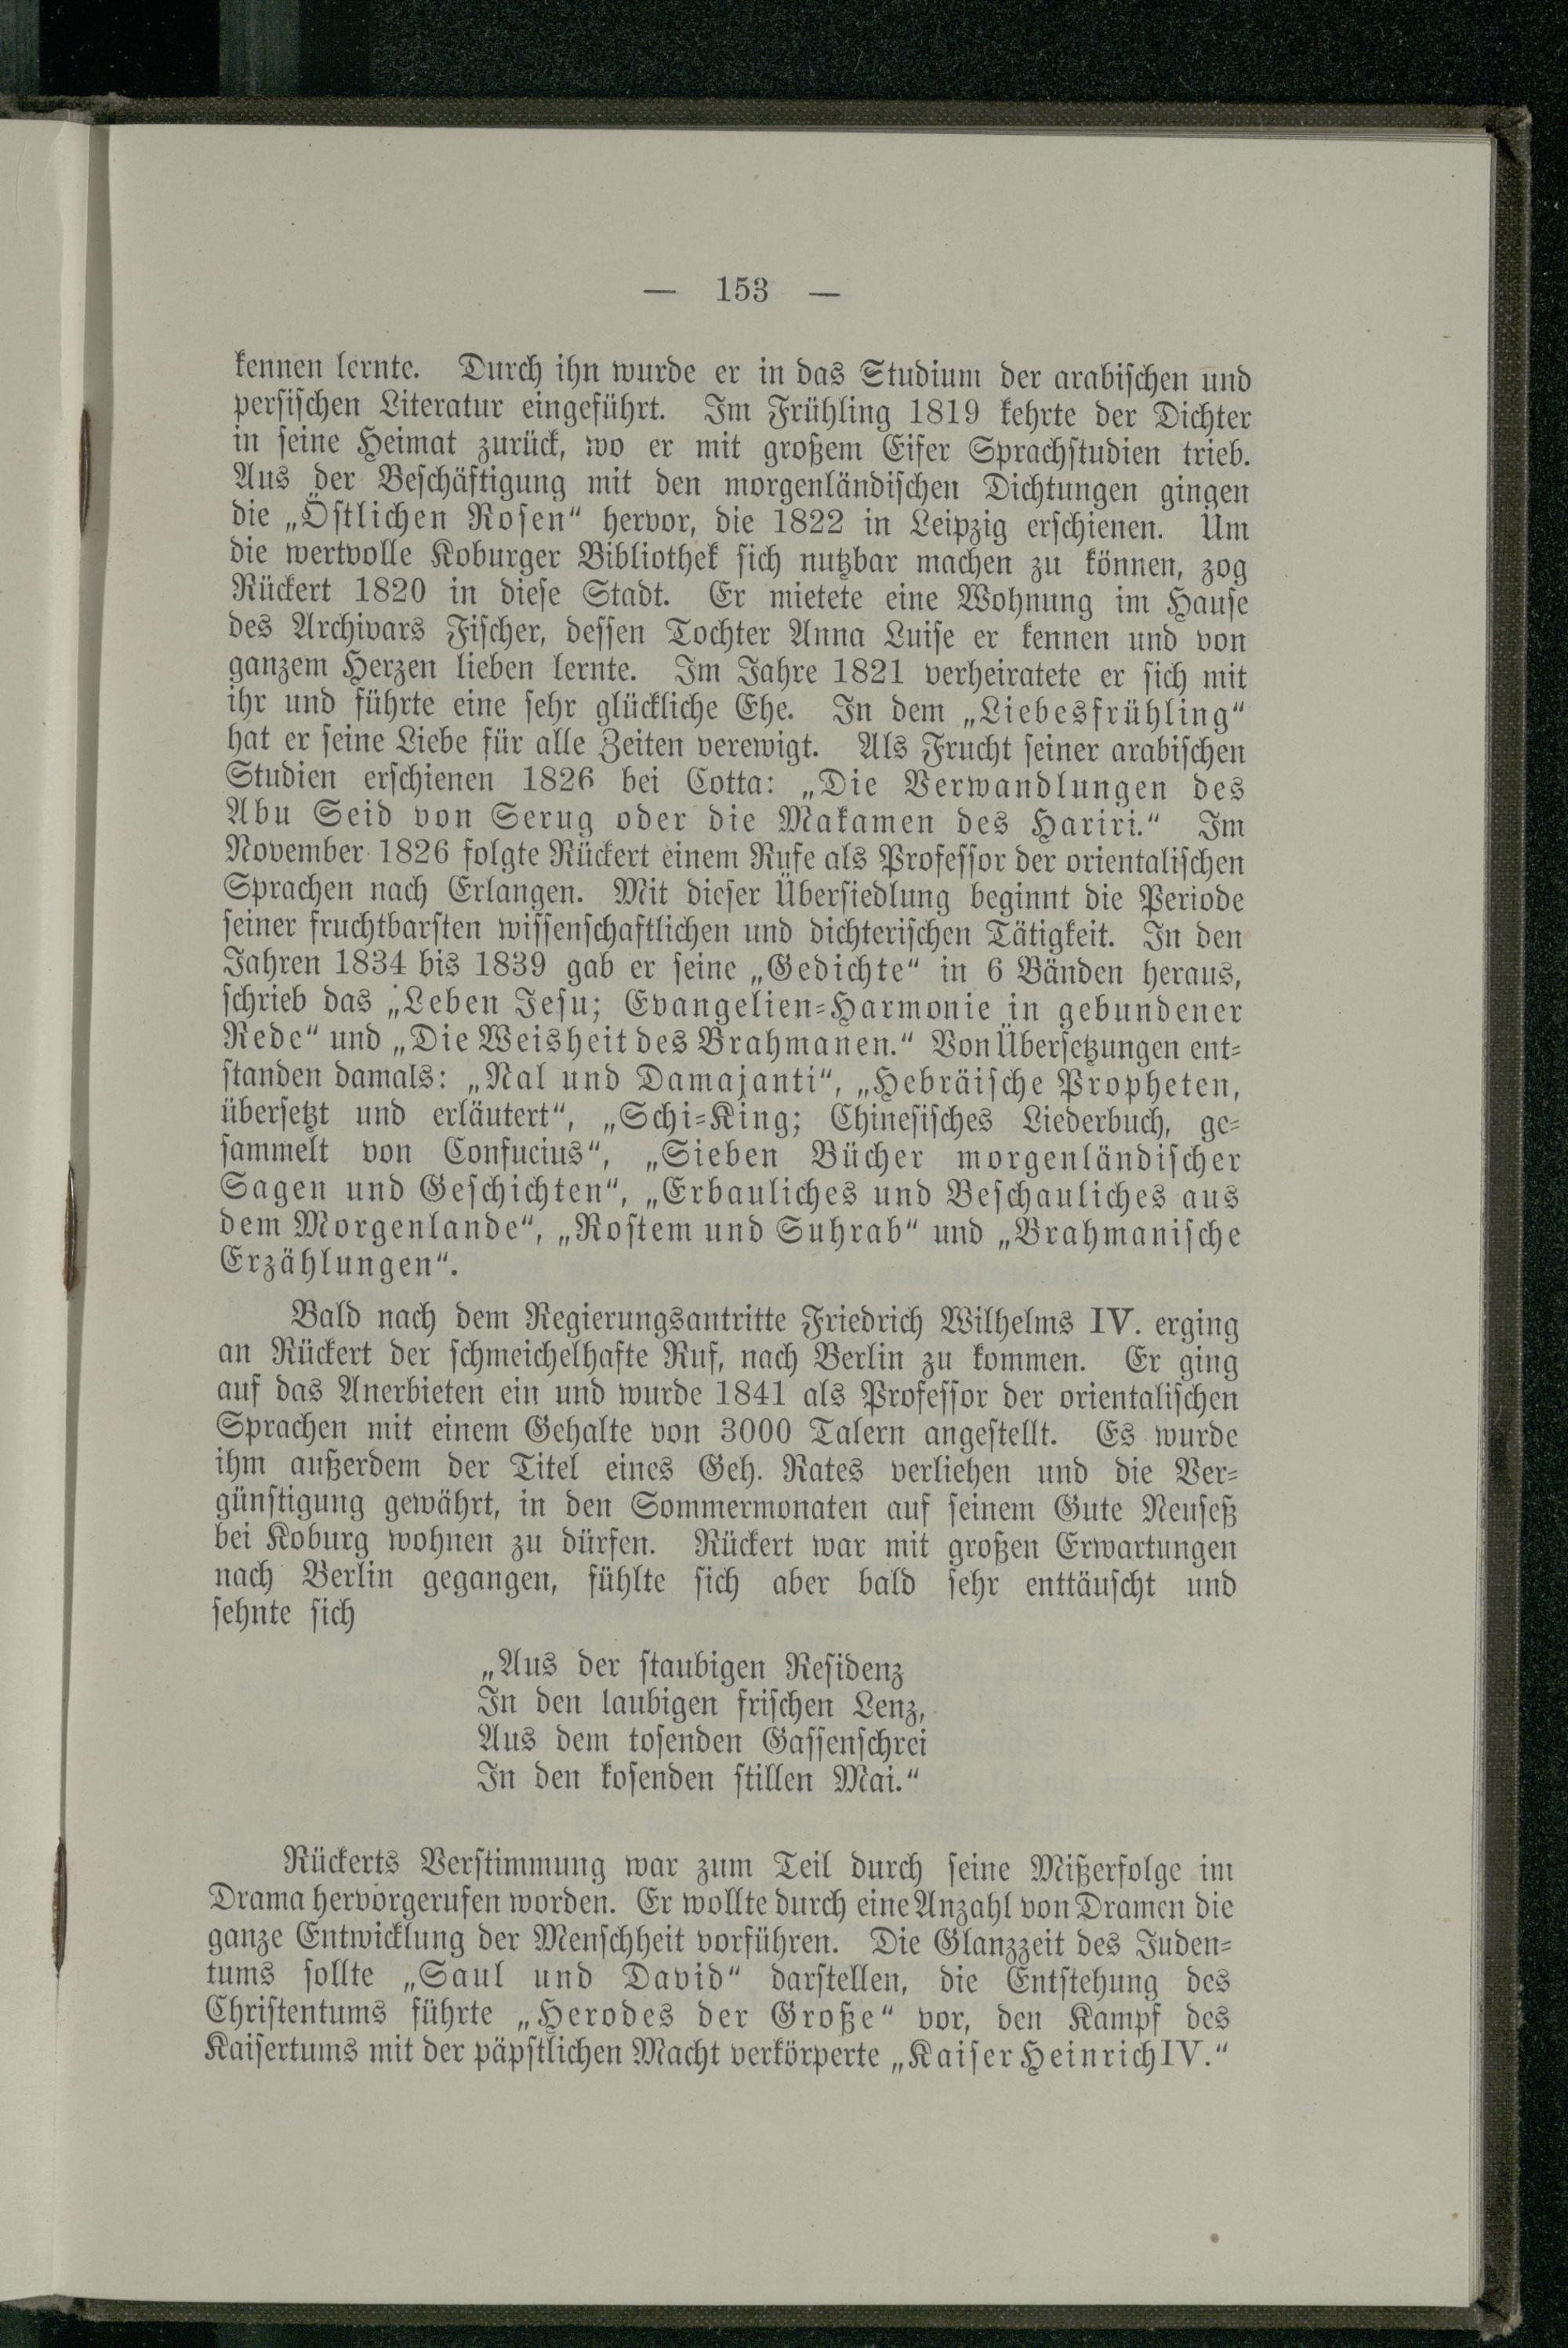 — 153 —
kennen lernte. Durch ihn wurde er in das Studium der arabischen und
persischen Literatur eingeführt. Im Frühling 1819 kehrte der Dichter
in seine Heimat zurück, wo er mit großem Eifer Sprachstudien trieb.
Aus der Beschäftigung mit den morgenländischen Dichtungen gingen
die „Östlichen Rosen“ hervor, die 1822 in Leipzig erschienen. Um
die wertvolle Koburger Bibliothek sich nutzbar machen zu können, zog
Rückert 1820 in diese Stadt. Er mietete eine Wohnung im Hause
des Archivars Fischer, dessen Tochter Anna Luise er kennen und von
ganzem Herzen lieben lernte. Im Jahre 1821 verheiratete er sich mit
ihr und führte eine sehr glückliche Ehe. In dem „Liebesfrühling“
hat er seine Liebe für alle Zeiten verewigt. Als Frucht seiner arabischen
Studien erschienen 1826 bei Cotta: „Die Verwandlungen des
Abu Seid von Serug oder die Makamen des Hariri.“ Im
November 1826 folgte Rückert einem Rufe als Professor der orientalischen
Sprachen nach Erlangen. Mit dieser Übersiedlung beginnt die Periode
seiner fruchtbarsten wissenschaftlichen und dichterischen Tätigkeit. In den
Jahren 1834 bis 1839 gab er seine „Gedichte“ in 6 Bänden heraus,
schrieb das „Leben Jesu; Evangelien-Harmonie in gebundener
Rede“ und „Die Weisheit des Brahmanen.“ Von Übersetzungen ent-
standen damals: „Nal und Damajanti“, „Hebräische Propheten,
übersetzt und erläutert“, „Schi-King; Chinesisches Liederbuch, ge-
sammelt von Confucius“, „Sieben Bücher morgenländischer
Sagen und Geschichten“, „Erbauliches und Beschauliches aus
dem Morgenlande“, „Rostem und Suhrab“ und „Brahmanische
Erzählungen“.
Bald nach dem Regierungsantritte Friedrich Wilhelms IV. erging
an Rückert der schmeichelhafte Ruf, nach Berlin zu kommen. Er ging
auf das Anerbieten ein und wurde 1841 als Professor der orientalischen
Sprachen mit einem Gehalte von 3000 Talern angestellt. Es wurde
ihm außerdem der Titel eines Geh. Rates verliehen und die Ver-
günstigung gewährt, in den Sommermonaten auf seinem Gute Neuseß
bei Koburg wohnen zu dürfen. Rückert war mit großen Erwartungen
nach Berlin gegangen, fühlte sich aber bald sehr enttäuscht und
sehnte sich
„Aus der staubigen Residenz
In den laubigen frischen Lenz,
Aus dem tosenden Gassenschrei
In den kosenden stillen Mai.“
Rückerts Verstimmung war zum Teil durch seine Mißerfolge im
Drama hervorgerufen worden. Er wollte durch eine Anzahl von Dramen die
ganze Entwicklung der Menschheit vorführen. Die Glanzzeit des Juden-
tums sollte „Saul und David“ darstellen, die Entstehung des
Christentums führte „Herodes der Große“ vor, den Kampf des
Kaisertums mit der päpstlichen Macht verkörperte „Kaiser Heinrich IV.“